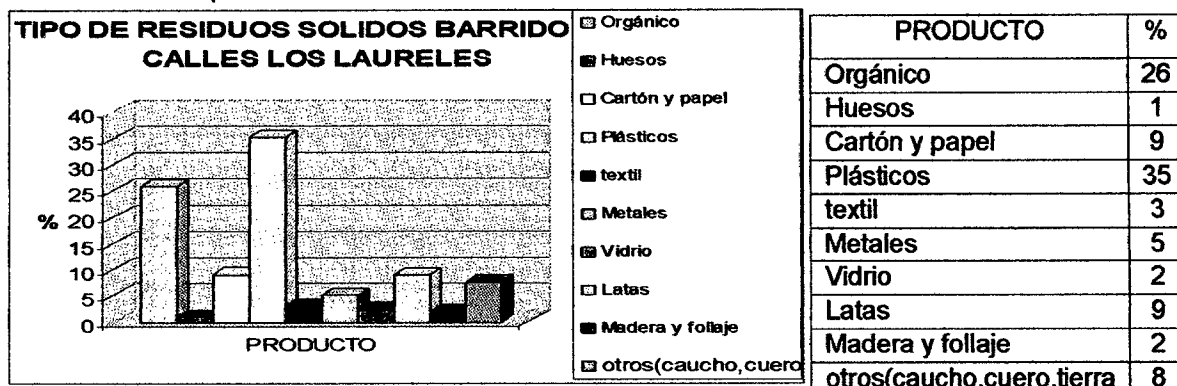 TIPO DE RESIDUOS SOLIDOS BARRIDO
CALLES LOS LAURELES
%
40
35
30
25
20
15
10
5
0
PRODUCTO
Orgánico
Huesos
Cartón y papel
Plásticos
textil
Metales
Vidrio
Latas
Madera y follaje
otros(caucho,cuero
PRODUCTO %
Orgánico 26
Huesos 1
Cartón y papel 9
Plásticos 35
textil 3
Metales 5
Vidrio 2
Latas 9
Madera y follaje 2
otros(caucho,cuero,tierra 8